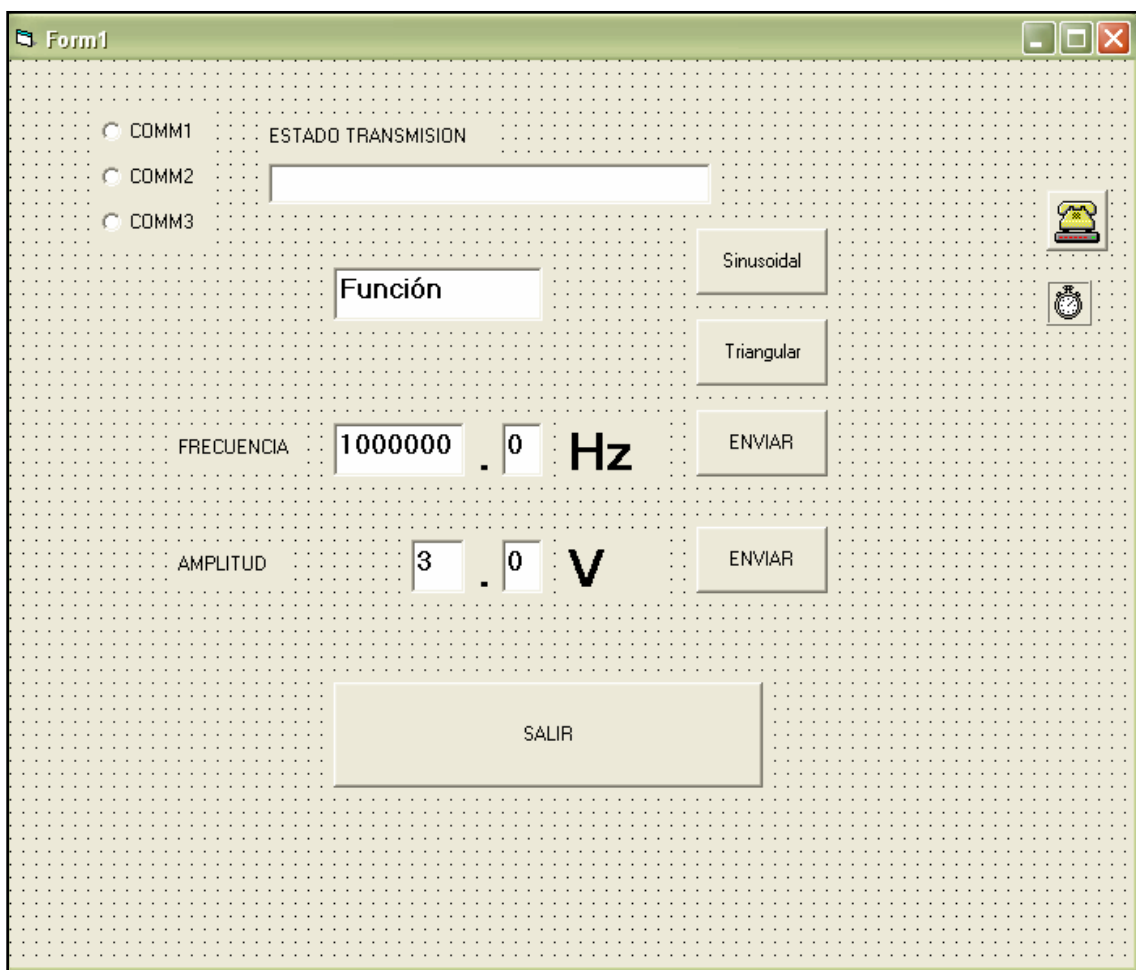 Form1
COMM1
ESTADO TRANSMISION
COMM2
COMM3
Sinusoidal
Función
Triangular
FRECUENCIA 1000000 . 0 Hz ENVIAR
AMPLITUD 3 . 0 V ENVIAR
SALIR